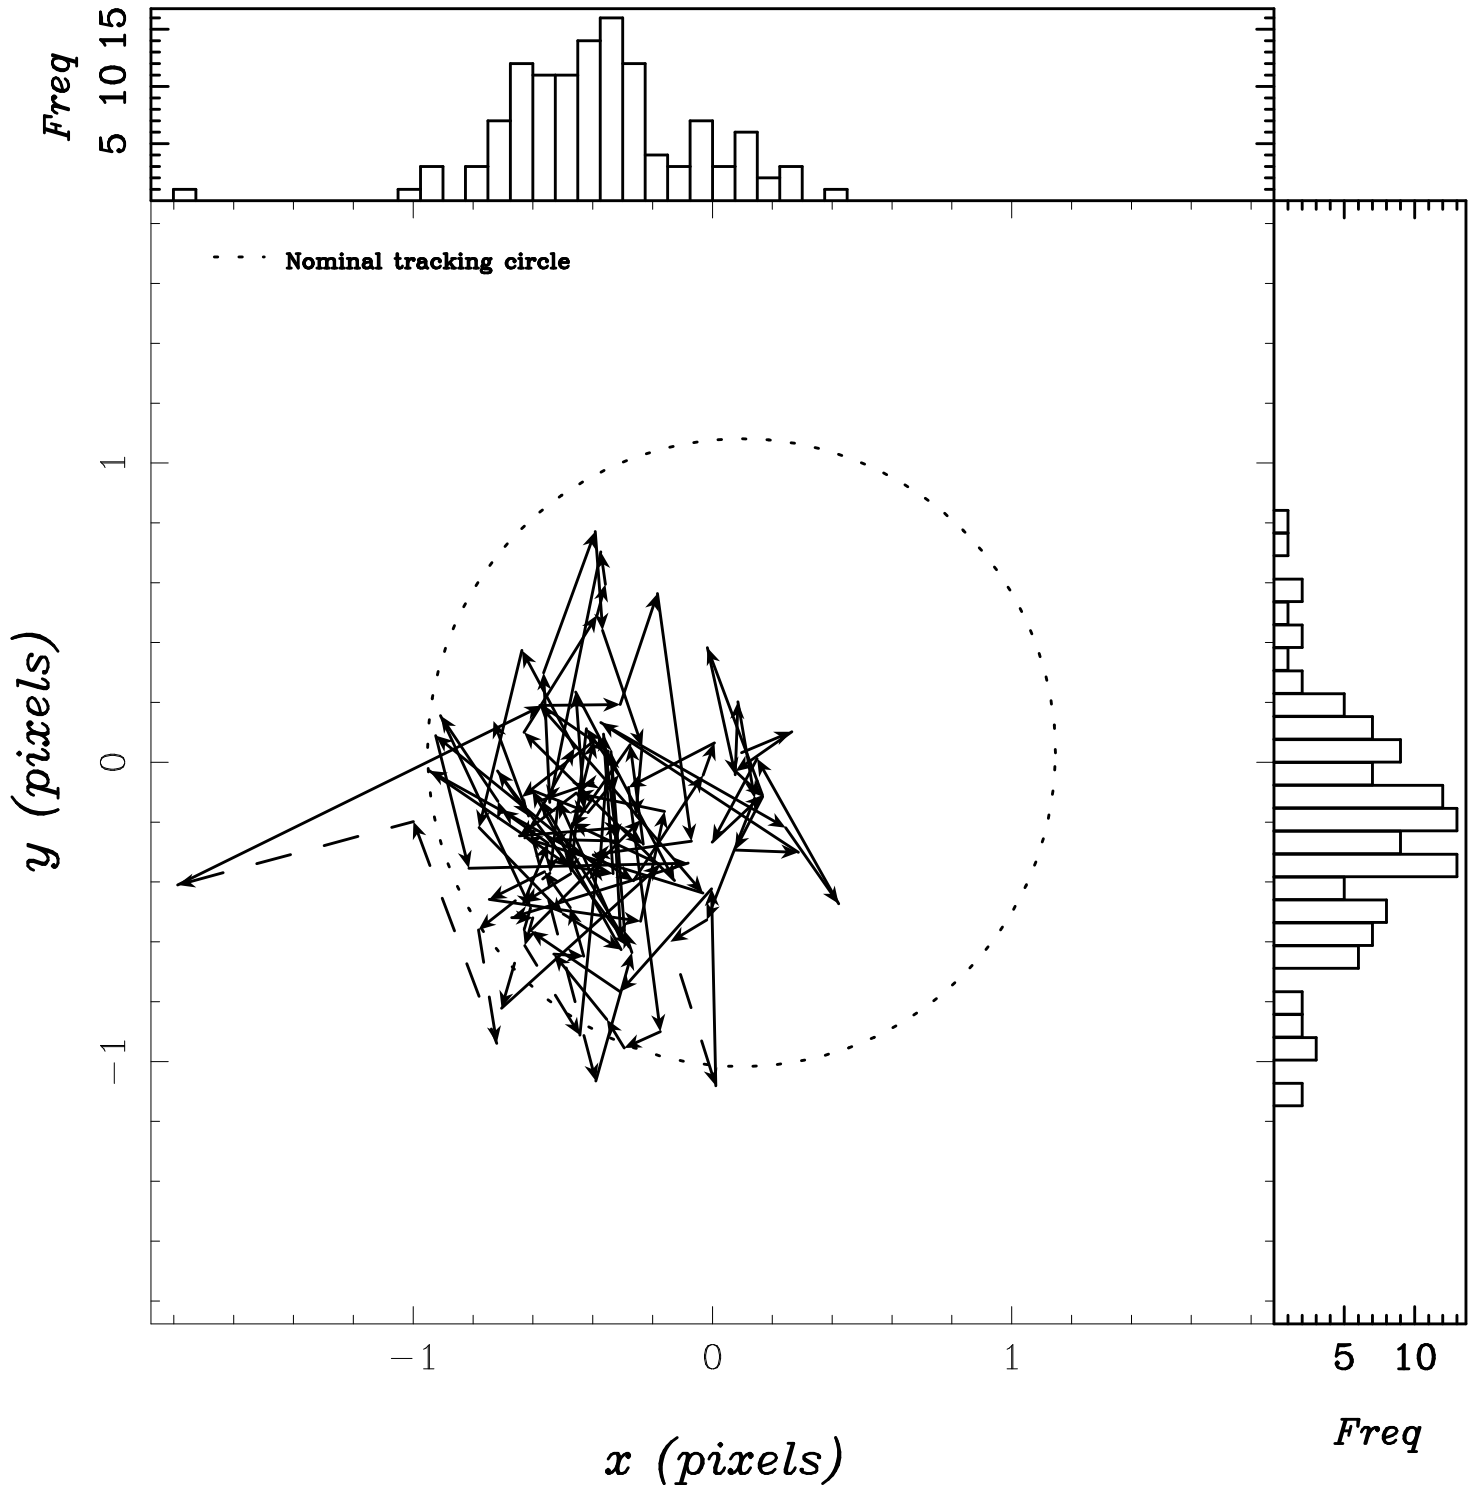 Freq
5 10 15
Nominal tracking circle
y (pixels)
1
0
−1
−1 0 1
x (pixels)
5 10
Freq